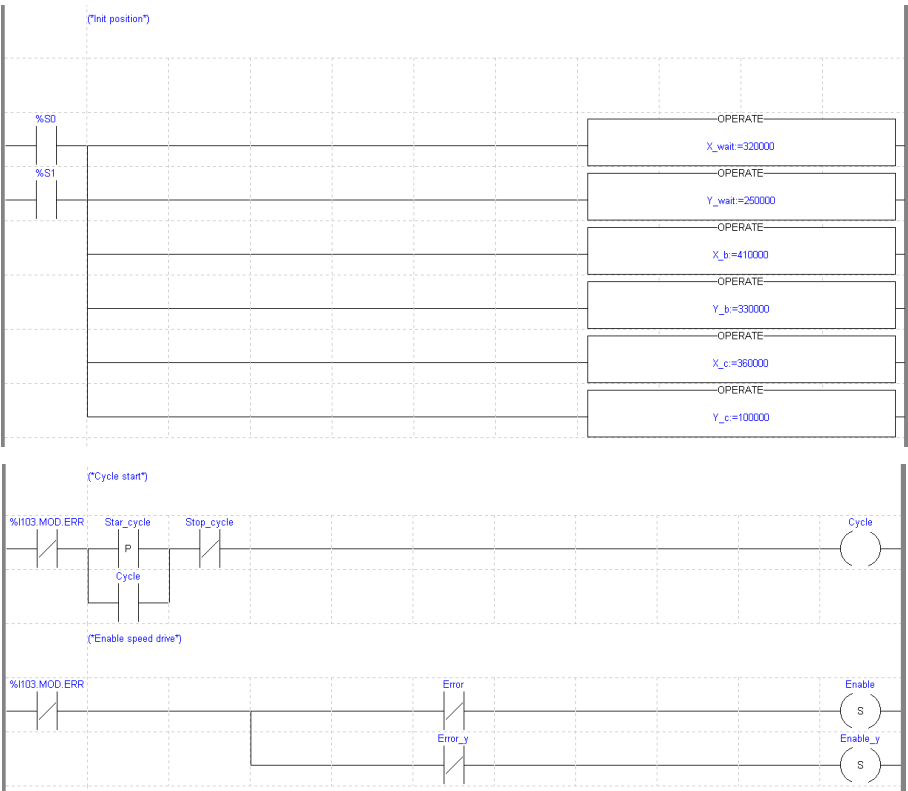 (*Init position*)
%S0
OPERATE
X_wait:=320000
%S1
OPERATE
Y_wait:=250000
OPERATE
X_b:=410000
OPERATE
Y_b:=330000
OPERATE
X_c:=360000
OPERATE
Y_c:=100000
(*Cycle start*)
%I103.MOD.ERR Star_cycle Stop_cycle Cycle
P
Cycle
(*Enable speed drive*)
%I103.MOD.ERR Error Enable
S
Error_y Enable_y
S